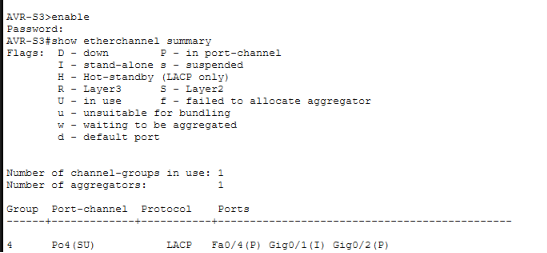 AVR-S3>enable
Password:
AVR-S3#show etherchannel summary
Flags:  D - down        P - in port-channel
        I - stand-alone s - suspended
        H - Hot-standby (LACP only)
        R - Layer3      S - Layer2
        U - in use      f - failed to allocate aggregator
        u - unsuitable for bundling
        w - waiting to be aggregated
        d - default port
Number of channel-groups in use: 1
Number of aggregators:           1
Group  Port-channel  Protocol    Ports
------+-------------+-----------+----------------------------------------------
4      Po4(SU)           LACP   Fa0/4(P) Gig0/1(I) Gig0/2(P)